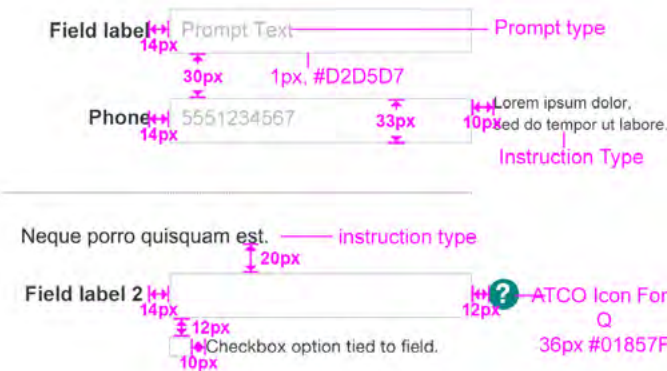 Field label Prompt Text Prompt type
14px
30px 1px, #D2D5D7
Phone 5551234567 33px 10px Lorem ipsum dolor,
14px sed do tempor ut labore.
Instruction Type
Neque porro quisquam est. instruction type
20px
Field label 2 ? ATCO Icon For
14px 12px Q
12px 36px #01857F
Checkbox option tied to field.
10px